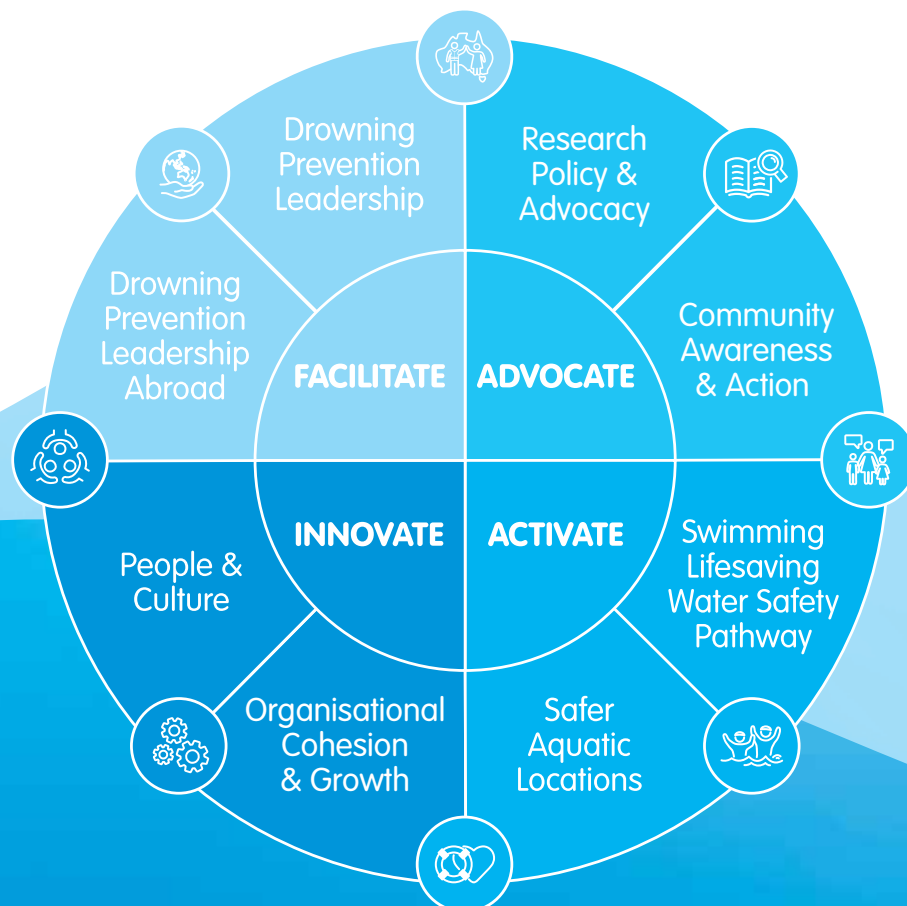 Drowning
Prevention
Leadership
Research
Policy &
Advocacy
Drowning
Prevention
Leadership
Abroad
Community
Awareness
& Action
FACILITATE
ADVOCATE
INNOVATE
ACTIVATE
People &
Culture
Swimming
Lifesaving
Water Safety
Pathway
Organisational
Cohesion
& Growth
Safer
Aquatic
Locations